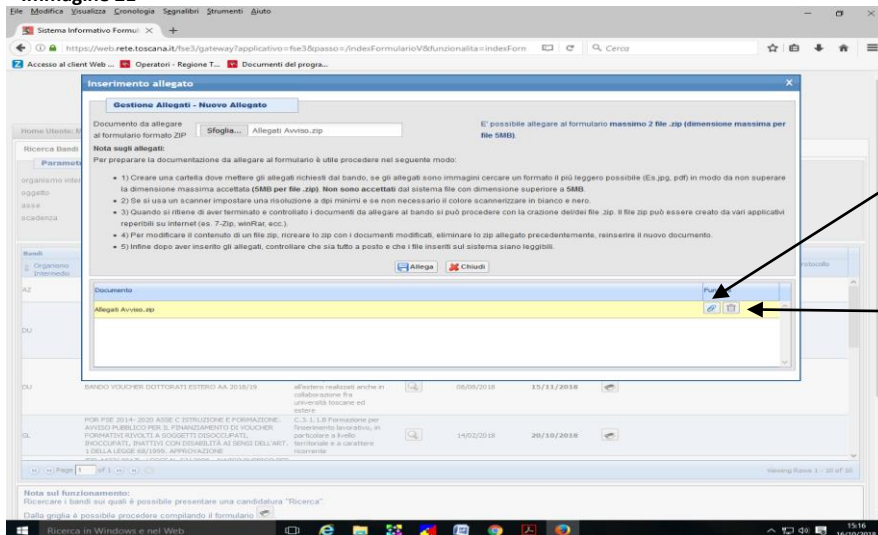 File Modifica Visualizza Cronologia Segnalibri Strumenti Aiuto
Sistema Informativo Formul
https://web.rete.toscana.it/fse3/gateway?applicativo=fse3&passo=/indexFormularioV&funzionalita=indexForm
Cerca
Accesso al client Web ... Operatori - Regione T... Documenti del progra...
Inserimento allegato X
Gestione Allegati - Nuovo Allegato
Home Utente: M
Documento da allegare
al formulario formato ZIP
Sfoglia... Allegati Avviso.zip
E' possibile allegare al formulario massimo 2 file .zip (dimensione massima per
file 5MB).
Ricerca Bandi
Nota sugli allegati:
Parametr
Per preparare la documentazione da allegare al formulario è utile procedere nel seguente modo:
organismo inter
oggetto
asse
scadenza
1) Creare una cartella dove mettere gli allegati richiesti dal bando, se gli allegati sono immagini cercare un formato il più leggero possibile (Es.jpg. pdf) in modo da non superare
la dimensione massima accettata (5MB per file .zip). Non sono accettati dal sistema file con dimensione superiore a 5MB.
2) Se si usa un scanner impostare una risoluzione a dpi minimi e se non necessario il colore scannerizzare in bianco e nero.
3) Quando si ritiene di aver terminato e controllato i documenti da allegare al bando si può procedere con la crazione del/dei file .zip. Il file zip può essere creato da vari applicativi
reperibili su internet (es. 7-Zip, winRar, ecc.).
4) Per modificare il contenuto di un file zip, ricreare lo zip con i documenti modificati, eliminare lo zip allegato precedentemente, reinserire il nuovo documento.
5) Infine dopo aver inserito gli allegati, controllare che sia tutto a posto e che i file inseriti sul sistema siano leggibili.
Bandi
Organismo
Intermedio
Allega Chiudi
AZ
Documento
Allegati Avviso.zip
DU
DU BANDO VOUCHER DOTTORATI ESTERO AA 2018/19
all'estero realizzati anche in
collaborazione fra
università toscane ed
estere
08/08/2018 15/11/2018
GL
POR FSE 2014- 2020 ASSE C ISTRUZIONE E FORMAZIONE.
AVVISO PUBBLICO PER IL FINANZIAMENTO DI VOUCHER
FORMATIVI RIVOLTI A SOGGETTI DISOCCUPATI,
INOCCUPATI, INATTIVI CON DISABILITÀ AI SENSI DELL'ART.
1 DELLA LEGGE 68/1999. APPROVAZIONE
C.3.1.1.B Formazione per
l'inserimento lavorativo, in
particolare a livello
territoriale e a carattere
ricorrente
14/02/2018 20/10/2018
Page 1 of 1
Viewing Rows 1 - 10 of 10
Nota sul funzionamento:
Ricercare i bandi sui quali è possibile presentare una candidatura "Ricerca".
Dalla griglia è possibile procedere compilando il formulario
Ricerca in Windows e nel Web
15:16
16/10/2018